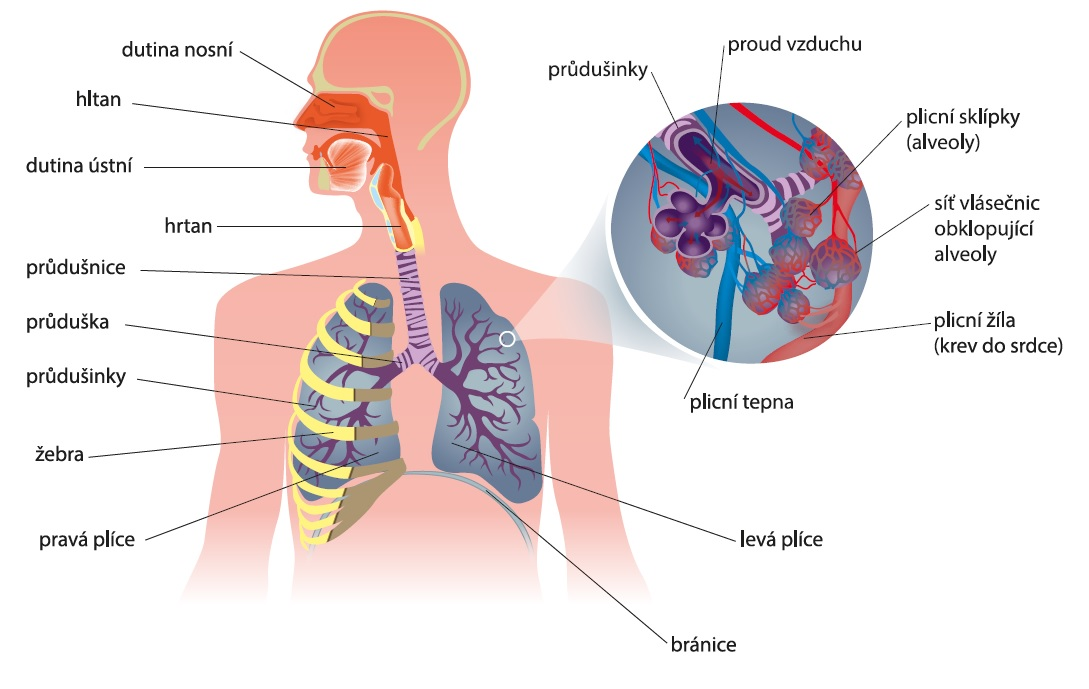 dutina nosní
hltan
dutina ústní
hrtan
průdušnice
průduška
průdušinky
žebra
pravá plíce
proud vzduchu
průdušinky
plicní sklípky
(alveoly)
síť vlásečnic
obklopující
alveoly
plicní žíla
(krev do srdce)
plicní tepna
levá plíce
bránice